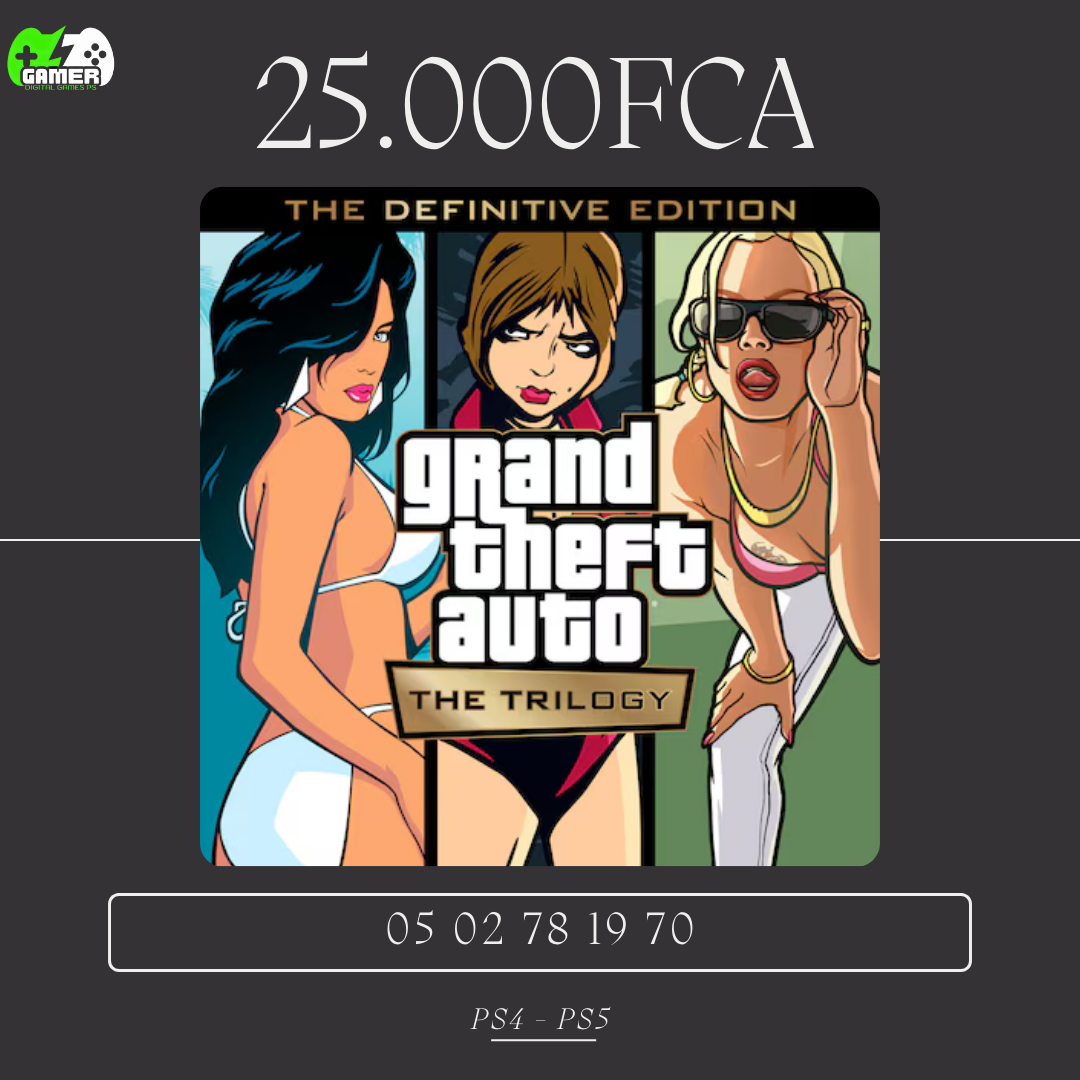 GAMER
DIGITAL GAMES PS
25.000FCA
THE DEFINITIVE EDITION
grand
theft
auto
THE TRILOGY
05 02 78 19 70
PS4 - PS5